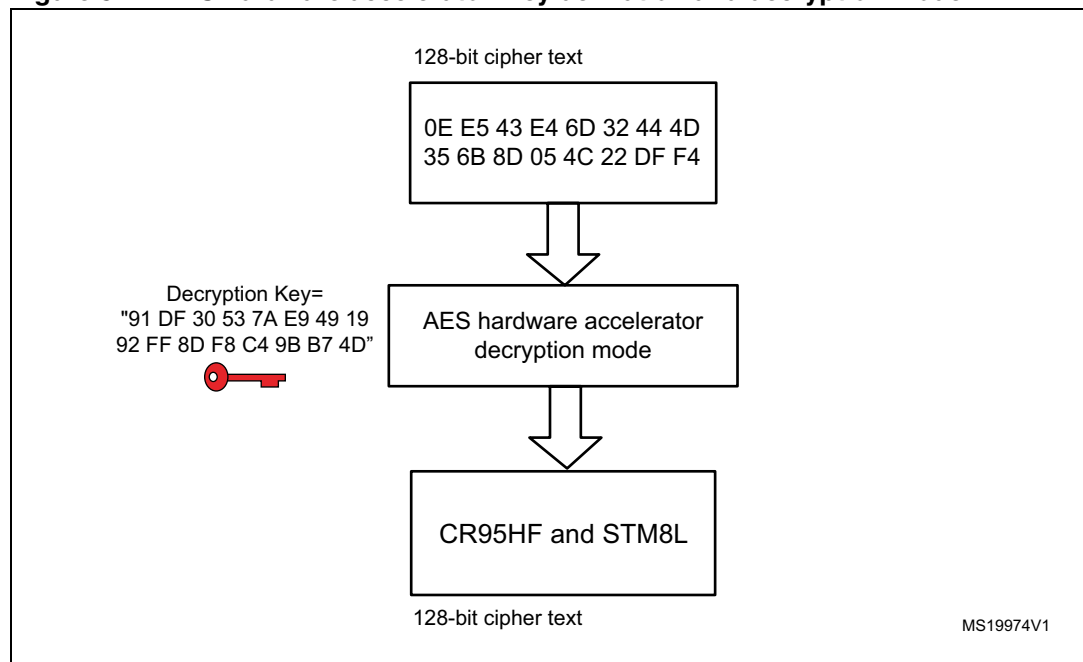 128-bit cipher text
0E E5 43 E4 6D 32 44 4D
35 6B 8D 05 4C 22 DF F4
Decryption Key=
"91 DF 30 53 7A E9 49 19
92 FF 8D F8 C4 9B B7 4D”
AES hardware accelerator
decryption mode
CR95HF and STM8L
128-bit cipher text
MS19974V1